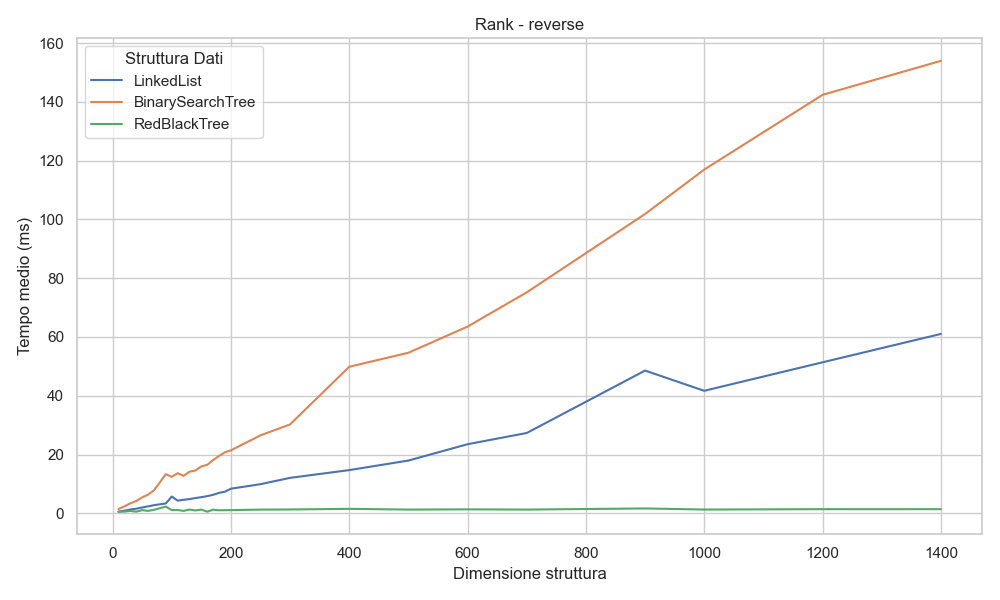 Rank - reverse
Struttura Dati
LinkedList
BinarySearchTree
RedBlackTree
Tempo medio (ms)
160
140
120
100
80
60
40
20
0
0 200 400 600 800 1000 1200 1400
Dimensione struttura